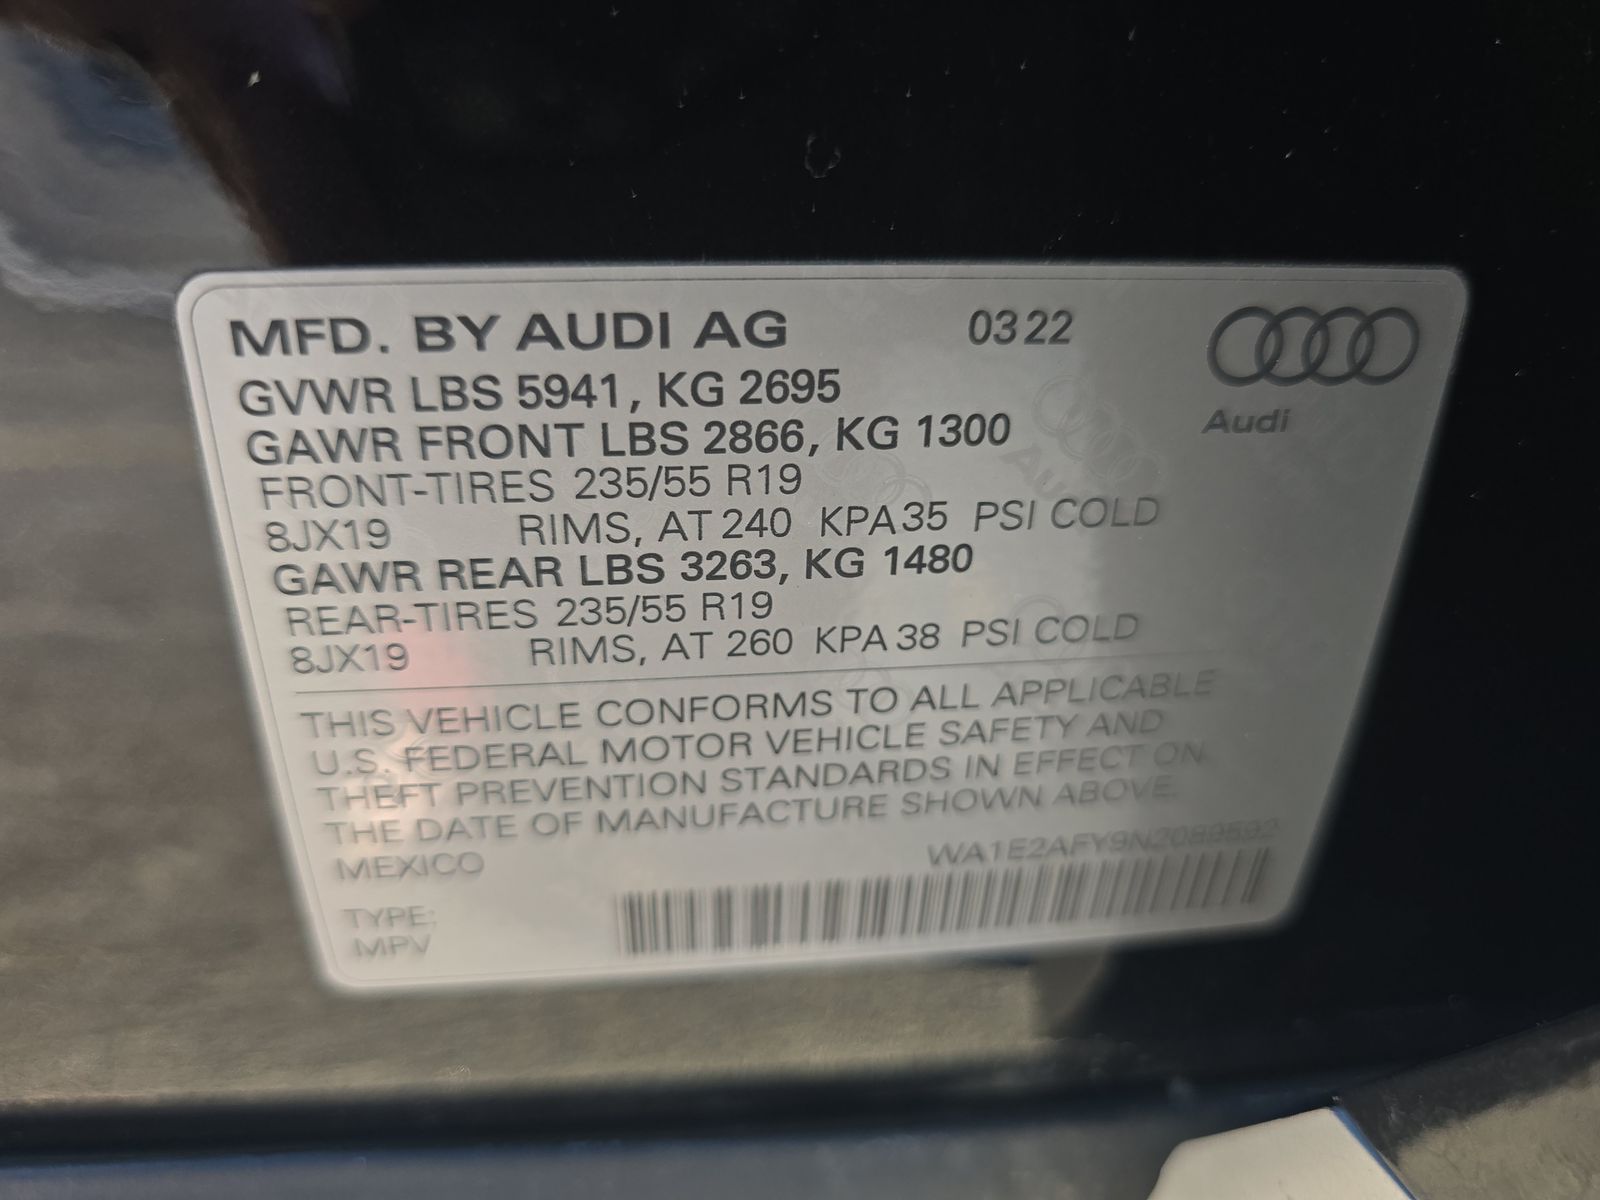 MFD. BY AUDI AG 03 22
GVWR LBS 5941, KG 2695
Audi
GAWR FRONT LBS 2866, KG 1300
FRONT-TIRES 235/55 R19
8JX19 RIMS, AT 240 KPA 35 PSI COLD
GAWR REAR LBS 3263, KG 1480
REAR-TIRES 235/55 R19
8JX19 RIMS, AT 260 KPA 38 PSI COLD
THIS VEHICLE CONFORMS TO ALL APPLICABLE
U.S. FEDERAL MOTOR VEHICLE SAFETY AND
THEFT PREVENTION STANDARDS IN EFFECT ON
THE DATE OF MANUFACTURE SHOWN ABOVE.
MEXICO
TYPE:
MPV